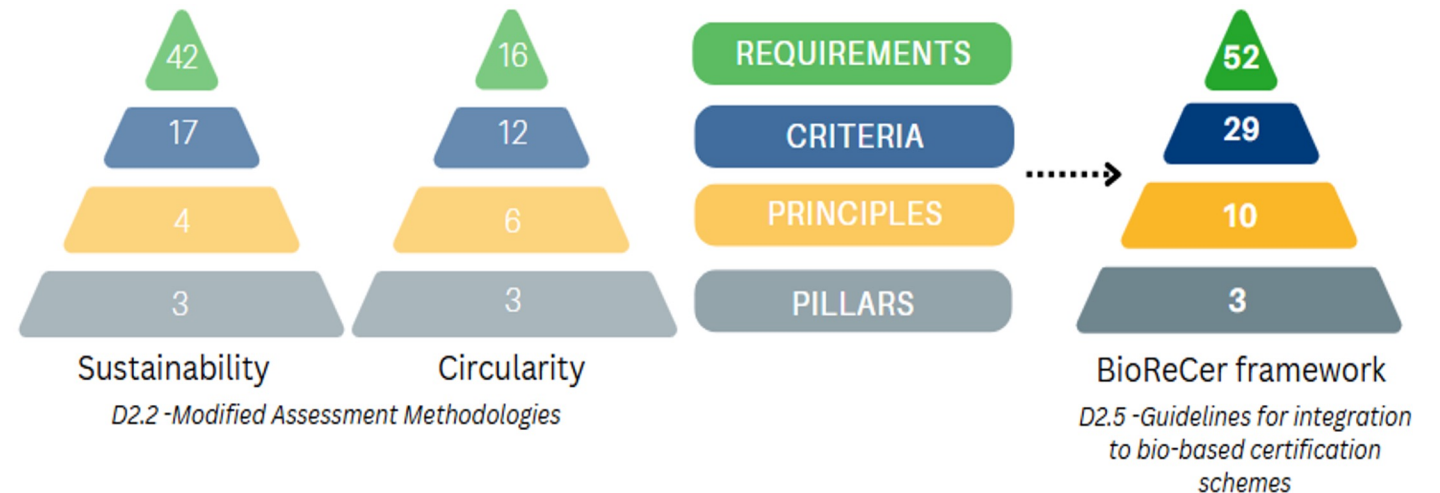 42
16
REQUIREMENTS
52
17
12
CRITERIA
29
4
6
PRINCIPLES
10
3
3
PILLARS
3
Sustainability
Circularity
BioReCer framework
D2.2 -Modified Assessment Methodologies
D2.5 -Guidelines for integration
to bio-based certification
schemes